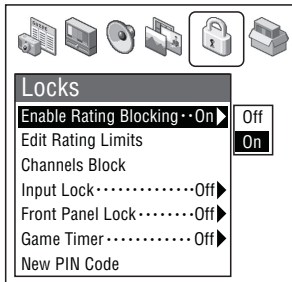 Locks
Enable Rating Blocking··On
Off
On
Edit Rating Limits
Channels Block
Input Lock··············Off
Front Panel Lock········Off
Game Timer············Off
New PIN Code